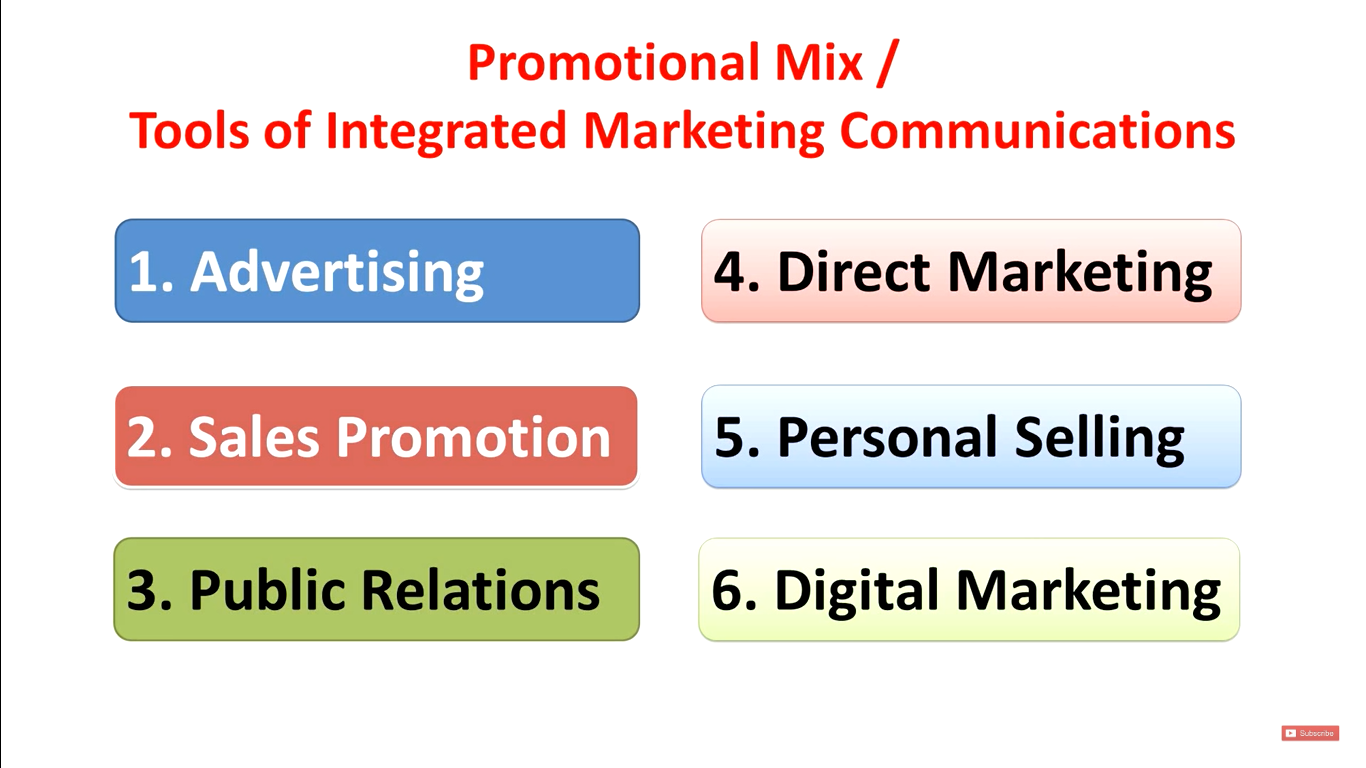 Promotional Mix /
Tools of Integrated Marketing Communications
1. Advertising
2. Sales Promotion
3. Public Relations
4. Direct Marketing
5. Personal Selling
6. Digital Marketing
Subscribe